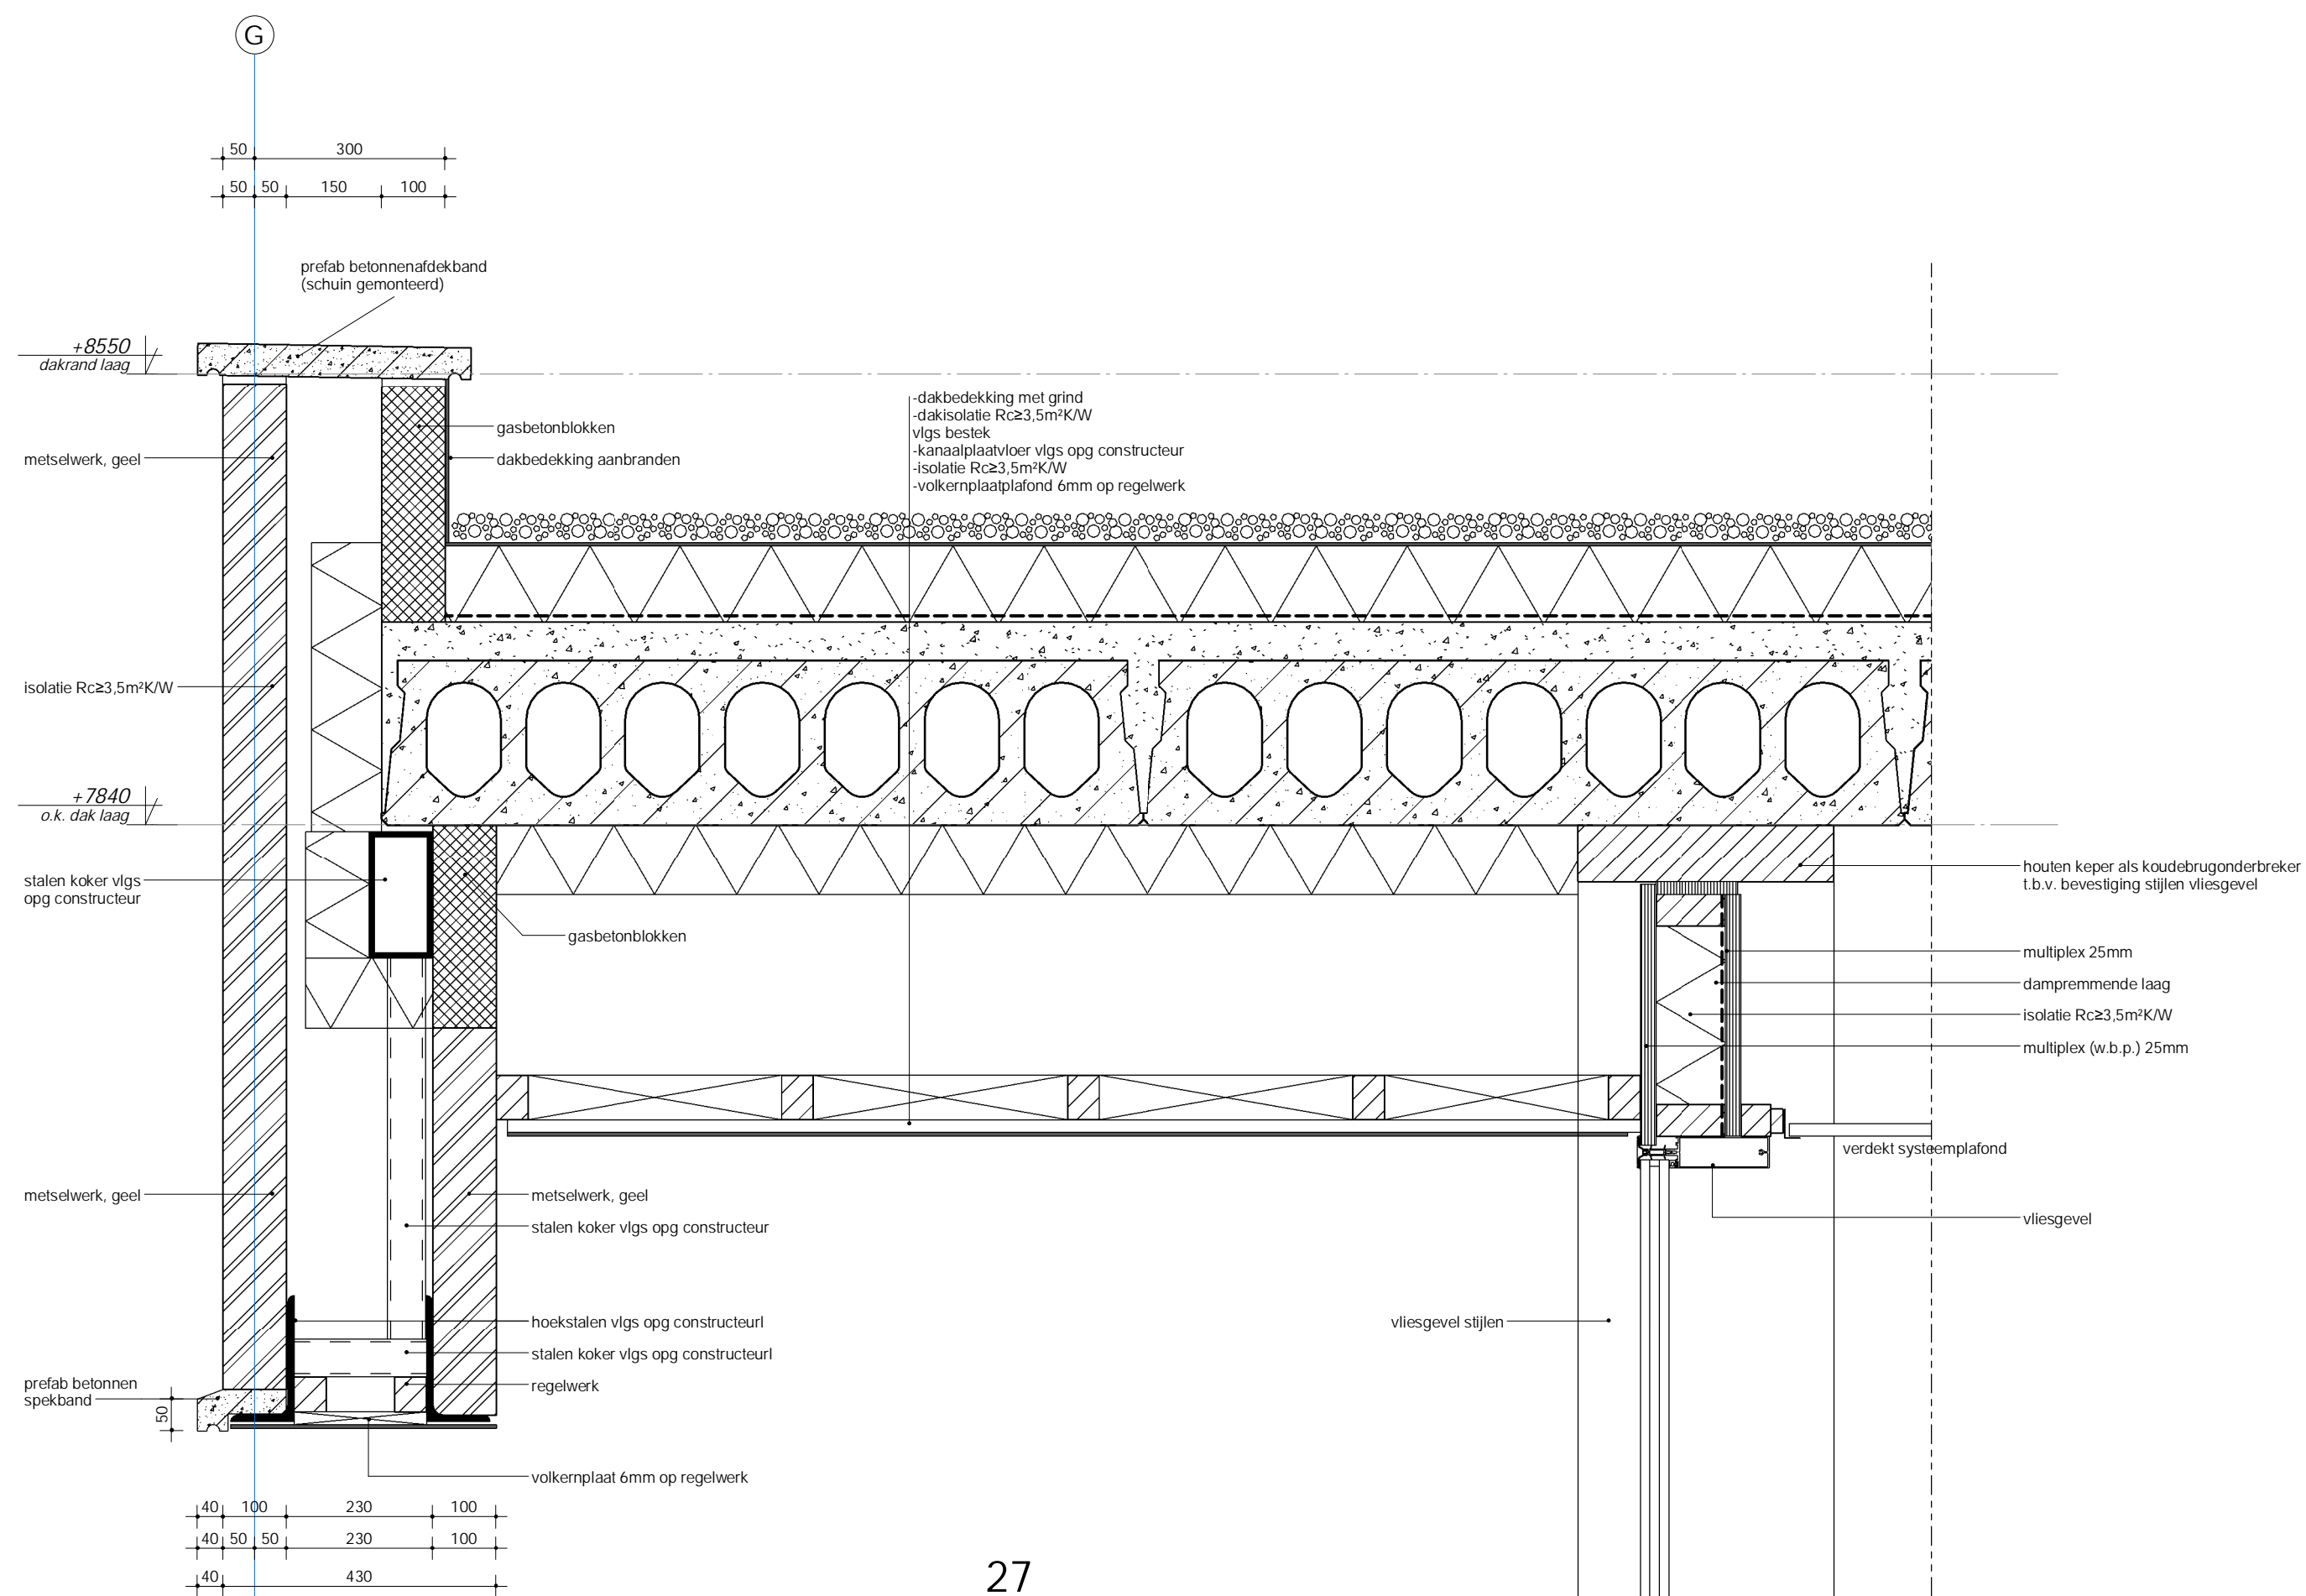 G
50 300
50 50 150 100
prefab betonnenafdekband
(schuin gemonteerd)
+8550
dakrand laag
-dakbedekking met grind
-dakisolatie Rc≥3,5m²K/W
vlgs bestek
-kanaalplaatvloer vlgs opg constructeur
-isolatie Rc≥3,5m²K/W
-volkernplaatplafond 6mm op regelwerk
gasbetonblokken
metselwerk, geel
dakbedekking aanbranden
isolatie Rc≥3,5m²K/W
+7840
o.k. dak laag
stalen koker vlgs
opg constructeur
gasbetonblokken
houten keper als koudebrugonderbreker
t.b.v. bevestiging stijlen vliesgevel
multiplex 25mm
dampremmende laag
isolatie Rc≥3,5m²K/W
multiplex (w.b.p.) 25mm
verdekt systeemplafond
metselwerk, geel
metselwerk, geel
stalen koker vlgs opg constructeur
vliesgevel
hoekstalen vlgs opg constructeurl
vliesgevel stijlen
stalen koker vlgs opg constructeurl
regelwerk
prefab betonnen
spekband
50
volkernplaat 6mm op regelwerk
40 100 230 100
40 50 50 230 100
40 430
27